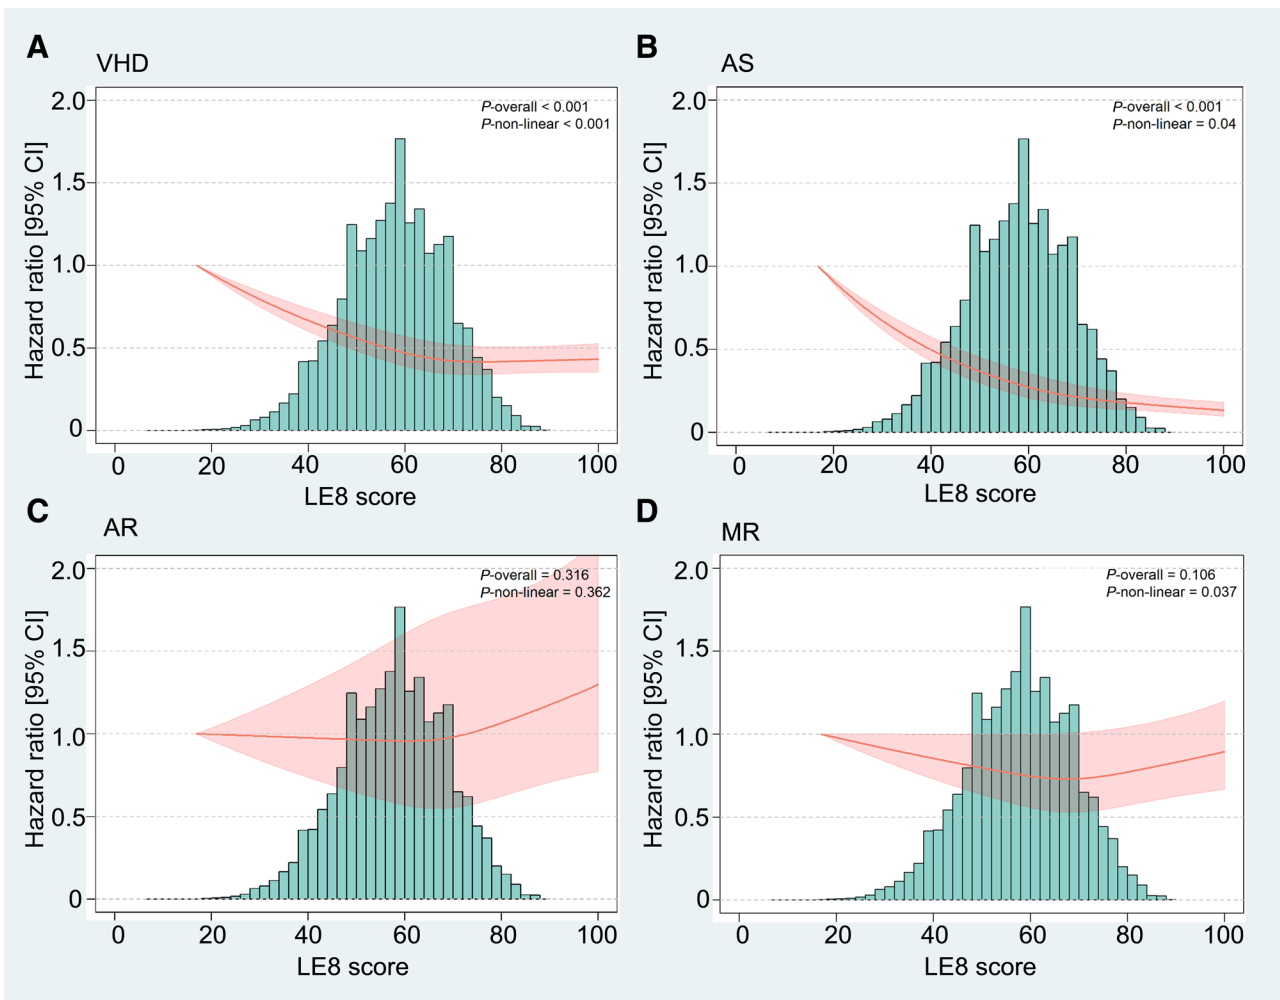 A
VHD
P-overall < 0.001
P-non-linear < 0.001
2.0
1.5
1.0
0.5
0
Hazard ratio [95% CI]
0 20 40 60 80 100
LE8 score
B
AS
P-overall < 0.001
P-non-linear = 0.04
2.0
1.5
1.0
0.5
0
Hazard ratio [95% CI]
0 20 40 60 80 100
LE8 score
C
AR
P-overall = 0.316
P-non-linear = 0.362
2.0
1.5
1.0
0.5
0
Hazard ratio [95% CI]
0 20 40 60 80 100
LE8 score
D
MR
P-overall = 0.106
P-non-linear = 0.037
2.0
1.5
1.0
0.5
0
Hazard ratio [95% CI]
0 20 40 60 80 100
LE8 score